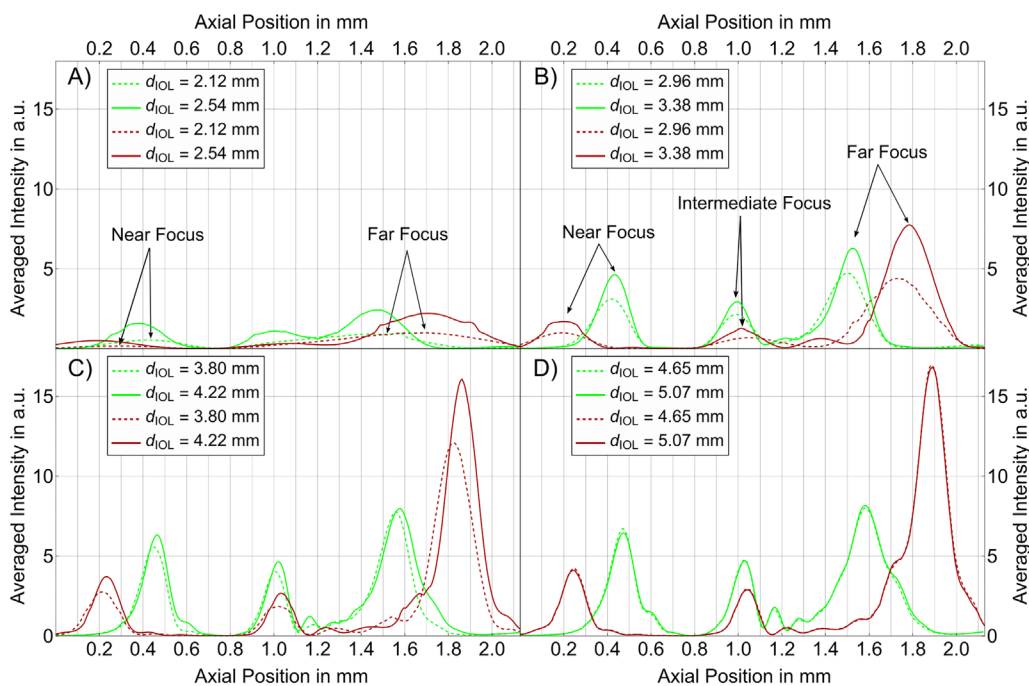 Axial Position in mm Axial Position in mm
0.2 0.4 0.6 0.8 1.0 1.2 1.4 1.6 1.8 2.0 0.2 0.4 0.6 0.8 1.0 1.2 1.4 1.6 1.8 2.0
A)
dIOL = 2.12 mm
dIOL = 2.54 mm
dIOL = 2.12 mm
dIOL = 2.54 mm
Near Focus
Far Focus
15
10
5
Averaged Intensity in a.u.
B)
dIOL = 2.96 mm
dIOL = 3.38 mm
dIOL = 2.96 mm
dIOL = 3.38 mm
Near Focus
Intermediate Focus
Far Focus
15
10
5
Averaged Intensity in a.u.
C)
dIOL = 3.80 mm
dIOL = 4.22 mm
dIOL = 3.80 mm
dIOL = 4.22 mm
15
10
5
0
Averaged Intensity in a.u.
D)
dIOL = 4.65 mm
dIOL = 5.07 mm
dIOL = 4.65 mm
dIOL = 5.07 mm
15
10
5
0
Averaged Intensity in a.u.
0.2 0.4 0.6 0.8 1.0 1.2 1.4 1.6 1.8 2.0 0.2 0.4 0.6 0.8 1.0 1.2 1.4 1.6 1.8 2.0
Axial Position in mm Axial Position in mm